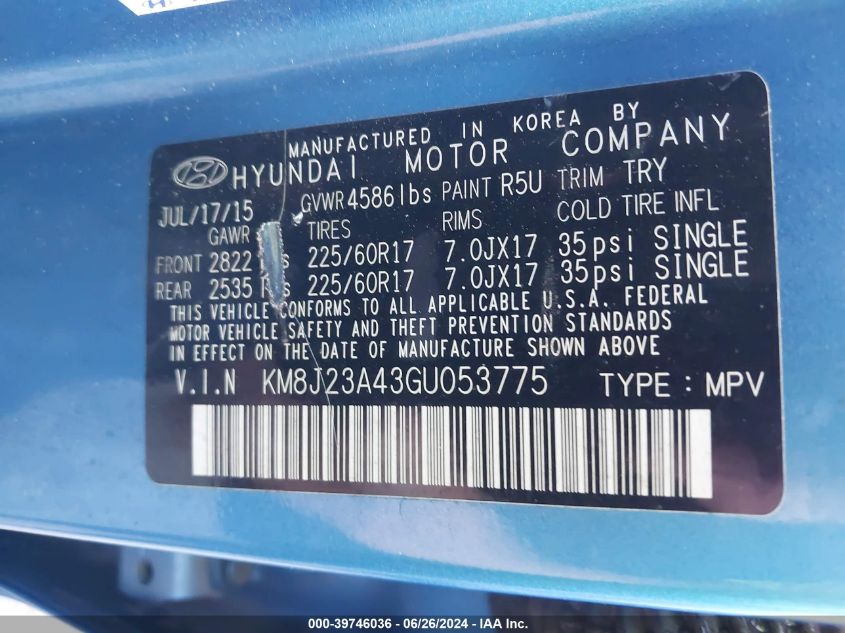 MANUFACTURED IN KOREA BY
HYUNDAI MOTOR COMPANY
JUL/17/15 GVWR 4586 lbs PAINT R5U TRIM TRY
GAWR TIRES RIMS COLD TIRE INFL
FRONT 2822 225/60R17 7.0JX17 35psi SINGLE
REAR 2535 225/60R17 7.0JX17 35psi SINGLE
THIS VEHICLE CONFORMS TO ALL APPLICABLE U.S.A. FEDERAL
MOTOR VEHICLE SAFETY AND THEFT PREVENTION STANDARDS
IN EFFECT ON THE DATE OF MANUFACTURE SHOWN ABOVE.
V.I.N KM8J23A43GU053775 TYPE: MPV
000-39746036 - 06/26/2024 - IAA Inc.